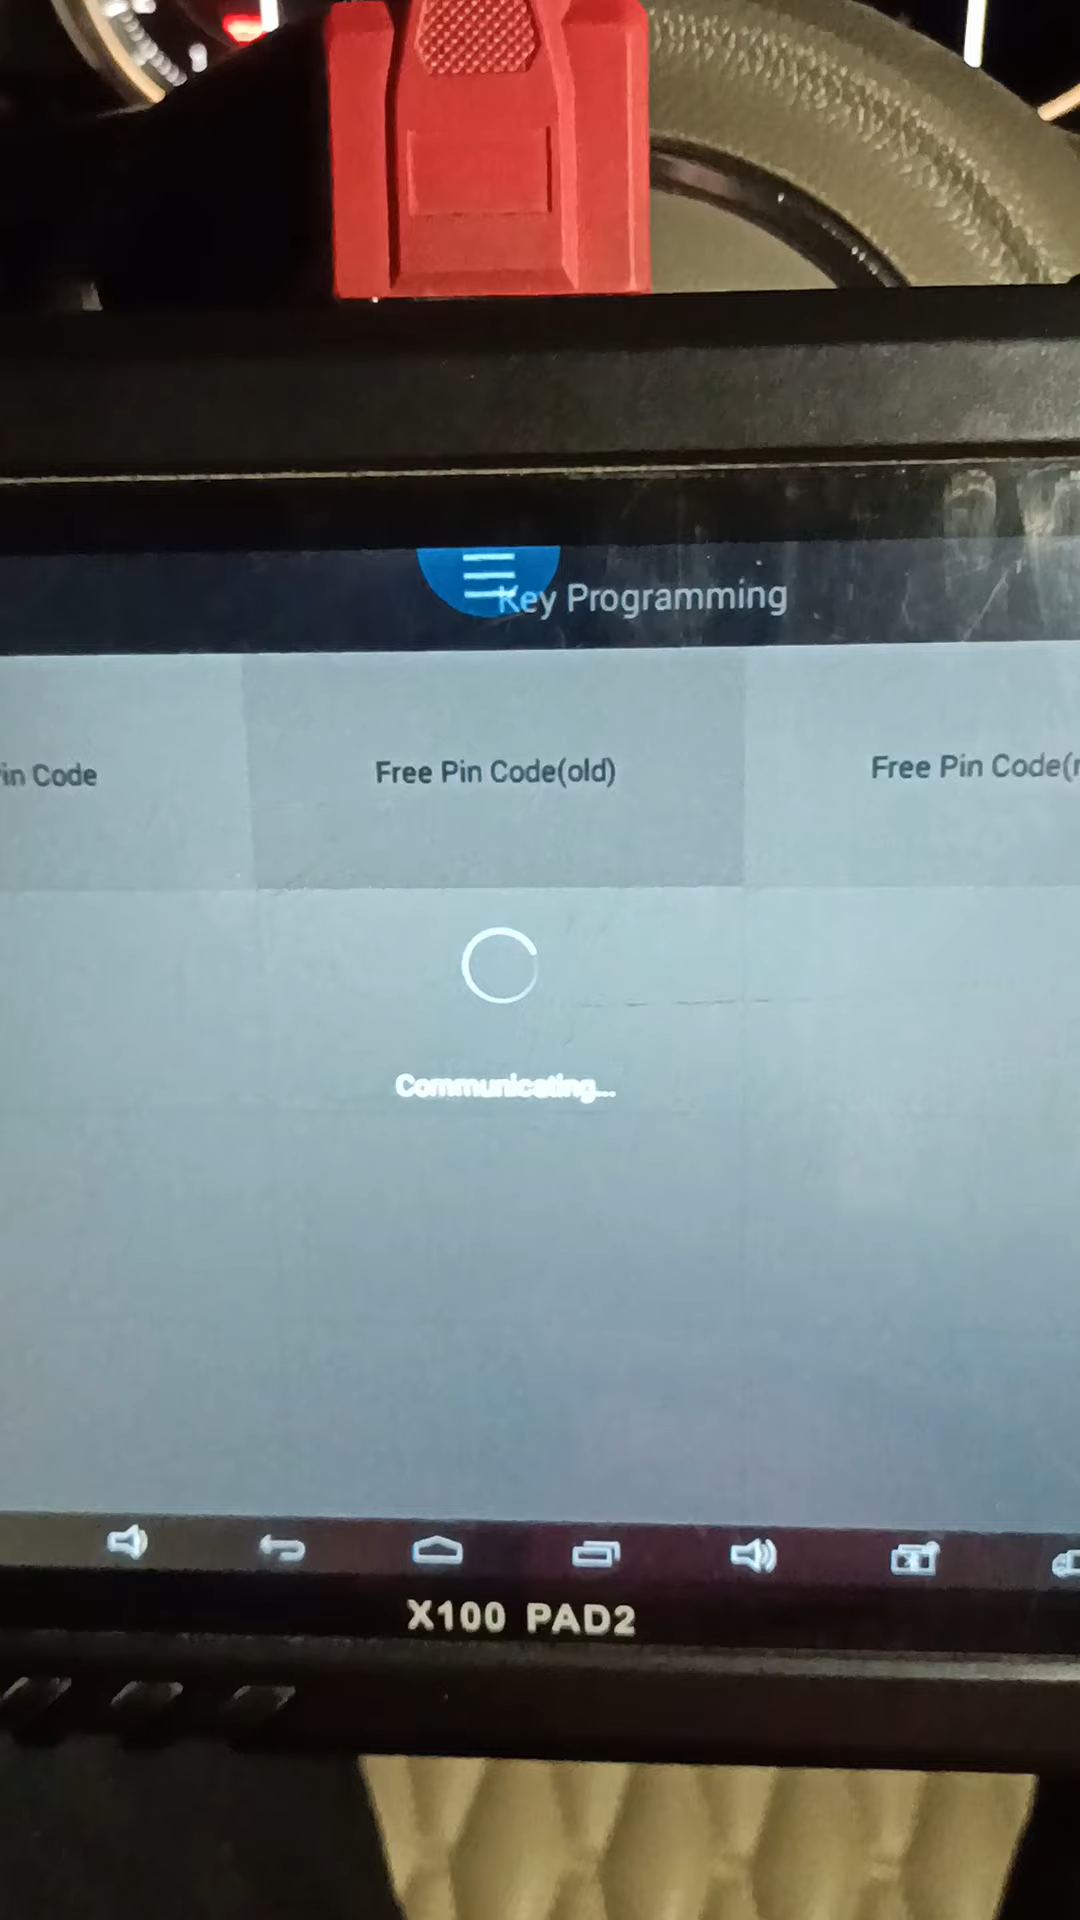 Key Programming
in Code
Free Pin Code(old)
Free Pin Code(
Communicating...
X100 PAD2